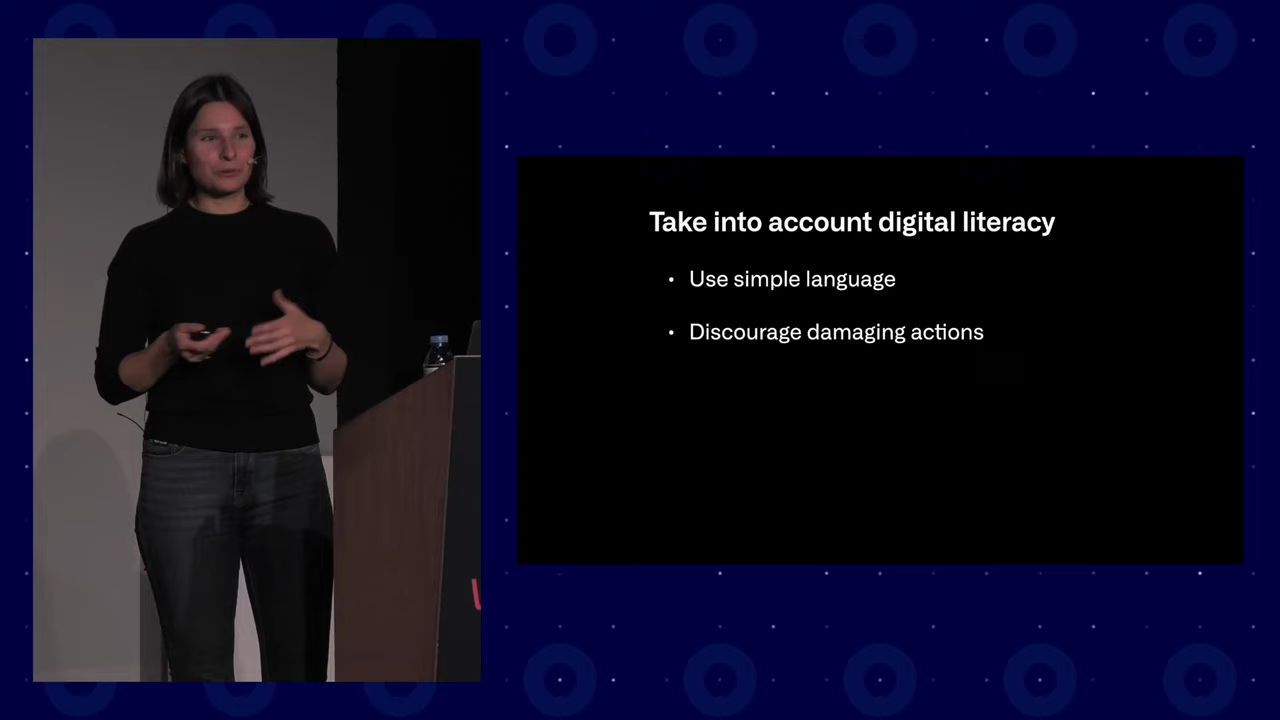 Take into account digital literacy
• Use simple language
• Discourage damaging actions